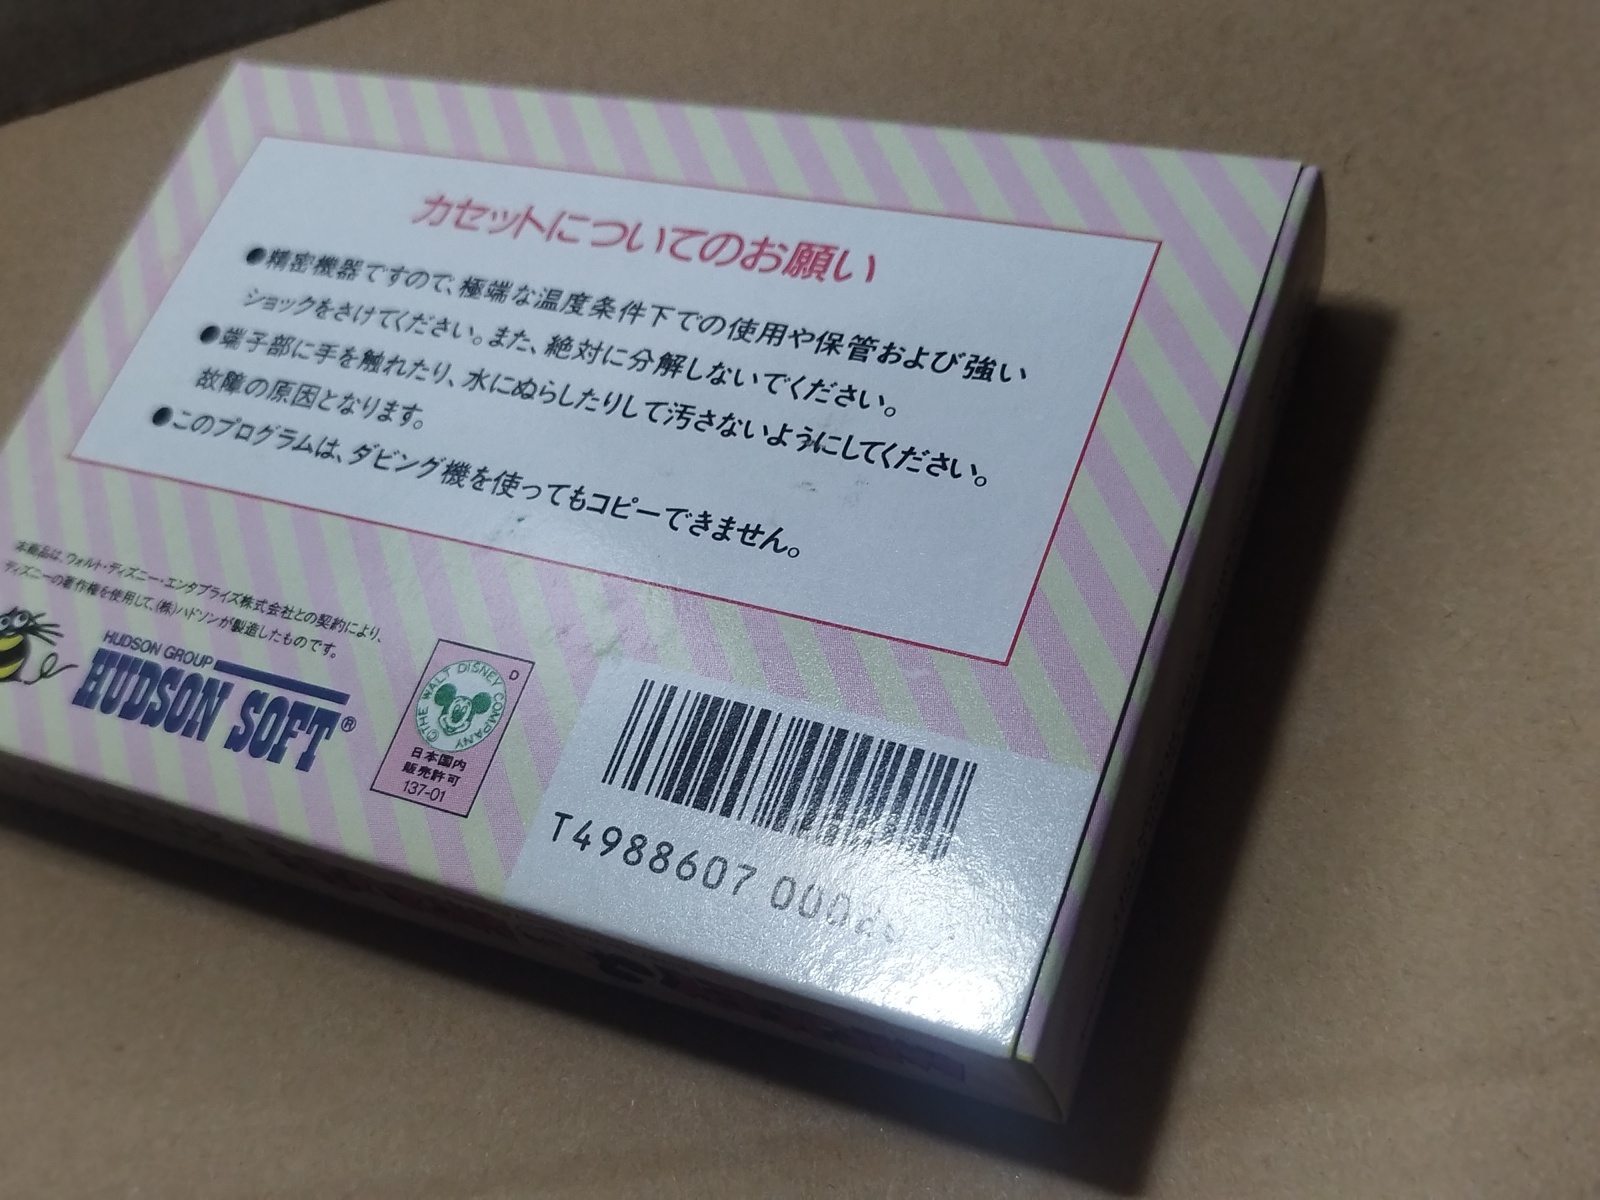 カセットについてのお願い
●精密機器ですので、極端な温度条件下での使用や保管および強い
ショックをさけてください。また、絶対に分解しないでください。
●端子部に手を触れたり、水にぬらしたりして汚さないようにしてください。
故障の原因となります。
●このプログラムは、ダビング機を使ってもコピーできません。
本商品は、ウォルト・ディズニー・エンタプライズ株式会社との契約により、
ディズニーの著作権を使用して、(株)ハドソンが製造したものです。
HUDSON GROUP
HUDSON SOFT®
D
©THE WALT DISNEY COMPANY
日本国内
販売許可
137-01
T4988607 0002